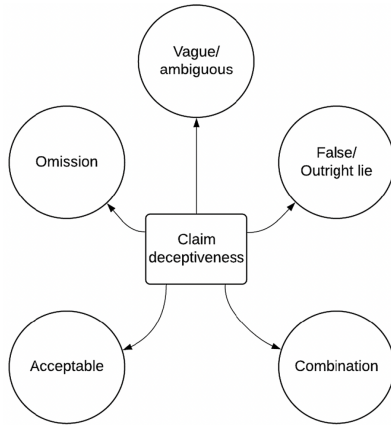 Vague/
ambiguous
Omission
False/
Outright lie
Claim
deceptiveness
Acceptable
Combination